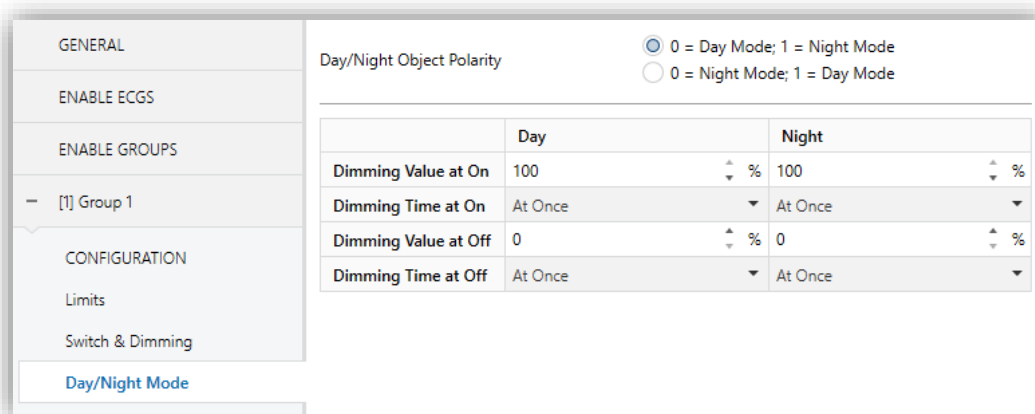 GENERAL
ENABLE ECGS
ENABLE GROUPS
[1] Group 1
CONFIGURATION
Limits
Switch & Dimming
Day/Night Mode
Day/Night Object Polarity
0 = Day Mode; 1 = Night Mode
0 = Night Mode; 1 = Day Mode
Day Night
Dimming Value at On 100 % 100 %
Dimming Time at On At Once At Once
Dimming Value at Off 0 % 0 %
Dimming Time at Off At Once At Once